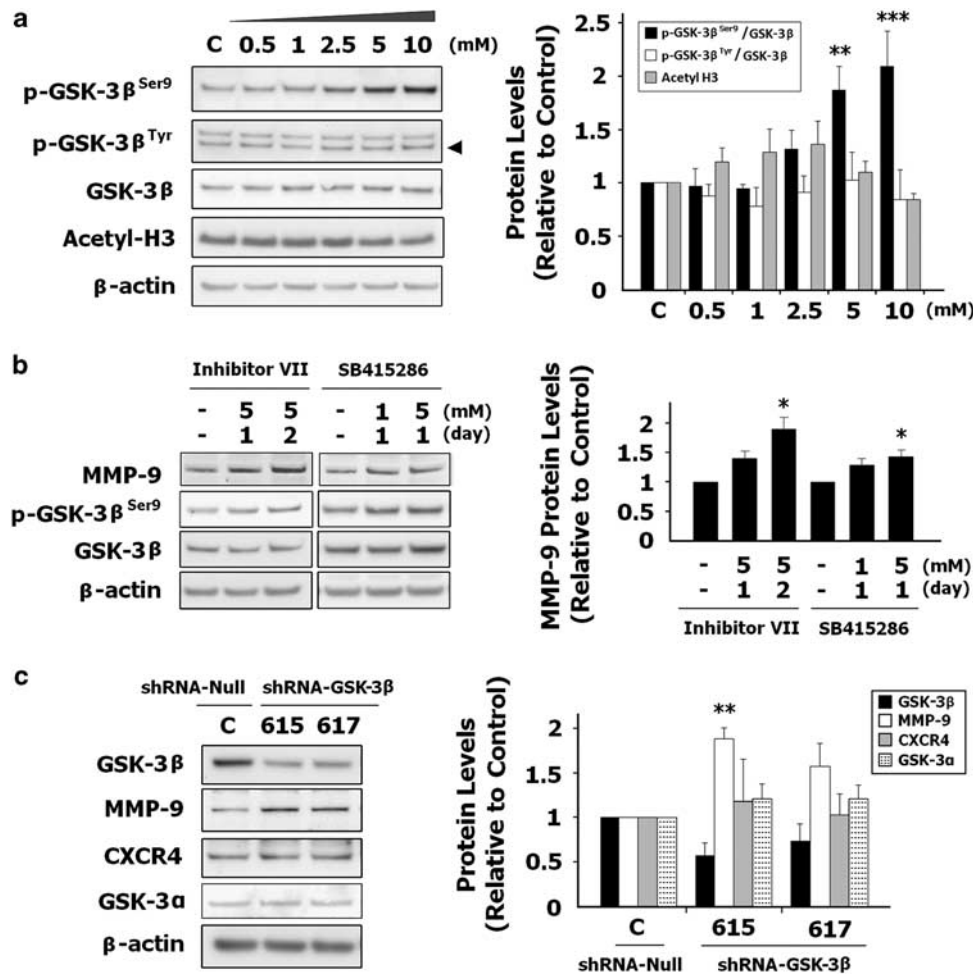 a
C 0.5 1 2.5 5 10 (mM)
p-GSK-3β^Ser9
p-GSK-3β^Tyr
GSK-3β
Acetyl-H3
β-actin
Protein Levels
(Relative to Control)
p-GSK-3β^Ser9/GSK-3β
p-GSK-3β^Tyr/GSK-3β
Acetyl H3
** ***
2.5
2
1.5
1
0.5
0
C 0.5 1 2.5 5 10 (mM)
b
Inhibitor VII SB415286
- 5 5 - 1 5 (mM)
- 1 2 - 1 1 (day)
MMP-9
p-GSK-3β^Ser9
GSK-3β
β-actin
MMP-9 Protein Levels
(Relative to Control)
* *
2
1.5
1
0.5
- 5 5 - 1 5 (mM)
- 1 2 - 1 1 (day)
Inhibitor VII SB415286
c
shRNA-Null shRNA-GSK-3β
C 615 617
GSK-3β
MMP-9
CXCR4
GSK-3α
β-actin
Protein Levels
(Relative to Control)
GSK-3β
MMP-9
CXCR4
GSK-3α
**
2
1.5
1
0.5
0
C 615 617
shRNA-Null shRNA-GSK-3β